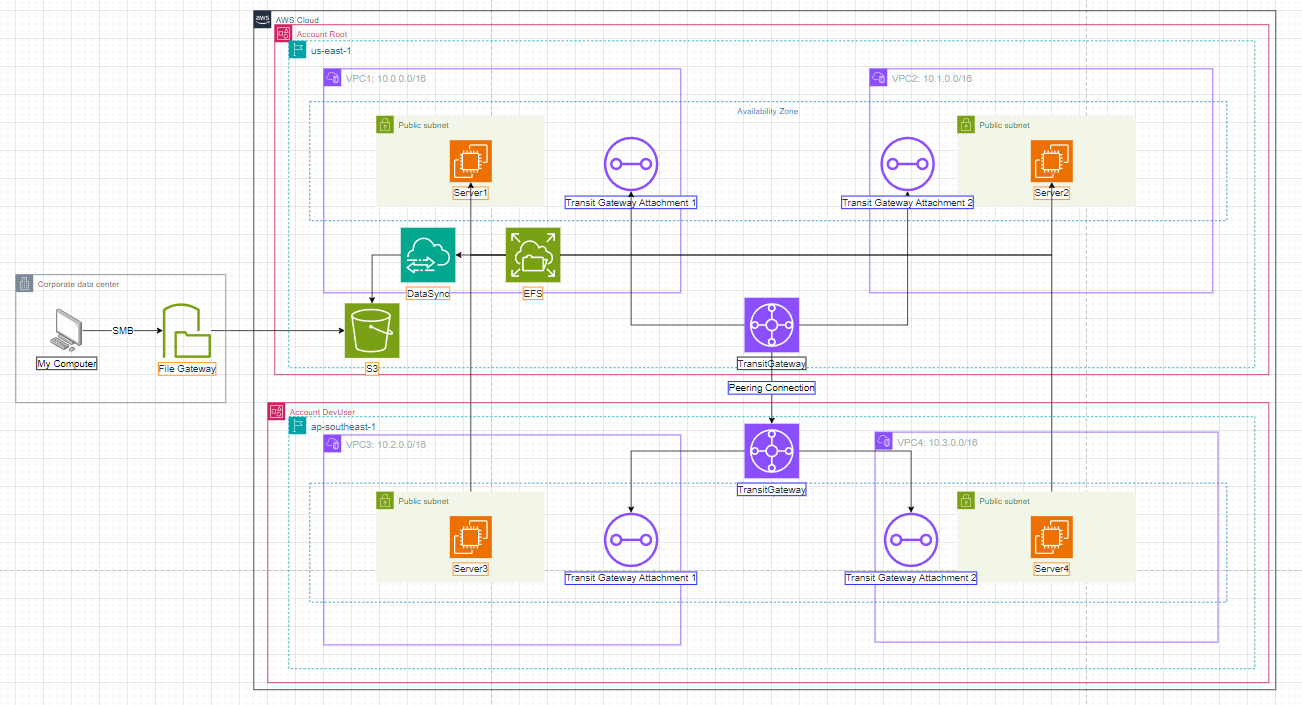 aws
AWS Cloud
Account Root
us-east-1
VPC1: 10.0.0.0/16
VPC2: 10.1.0.0/16
Availability Zone
Public subnet
Public subnet
Server1
Server2
Transit Gateway Attachment 1
Transit Gateway Attachment 2
DataSync
EFS
Corporate data center
SMB
My Computer
File Gateway
S3
TransitGateway
Peering Connection
Account DevUser
ap-southeast-1
VPC3: 10.2.0.0/16
VPC4: 10.3.0.0/16
TransitGateway
Public subnet
Public subnet
Server3
Server4
Transit Gateway Attachment 1
Transit Gateway Attachment 2